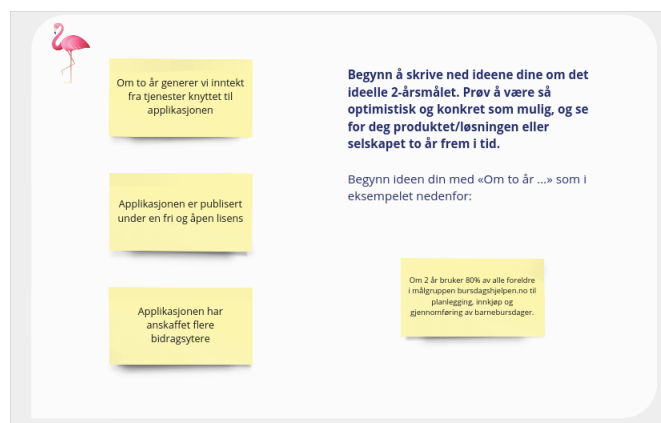 Om to år generer vi inntekt
fra tjenester knyttet til
applikasjonen
Applikasjonen er publisert
under en fri og åpen lisens
Applikasjonen har
anskaffet flere
bidragsytere
Begynn å skrive ned ideene dine om det
ideelle 2-årsmålet. Prøv å være så
optimistisk og konkret som mulig, og se
for deg produktet/løsningen eller
selskapet to år frem i tid.
Begynn ideen din med «Om to år ...» som i
eksempelet nedenfor:
Om 2 år bruker 80% av alle foreldre
i målgruppen bursdagshjelpen.no til
planlegging, innkjøp og
gjennomføring av barnebursdager.